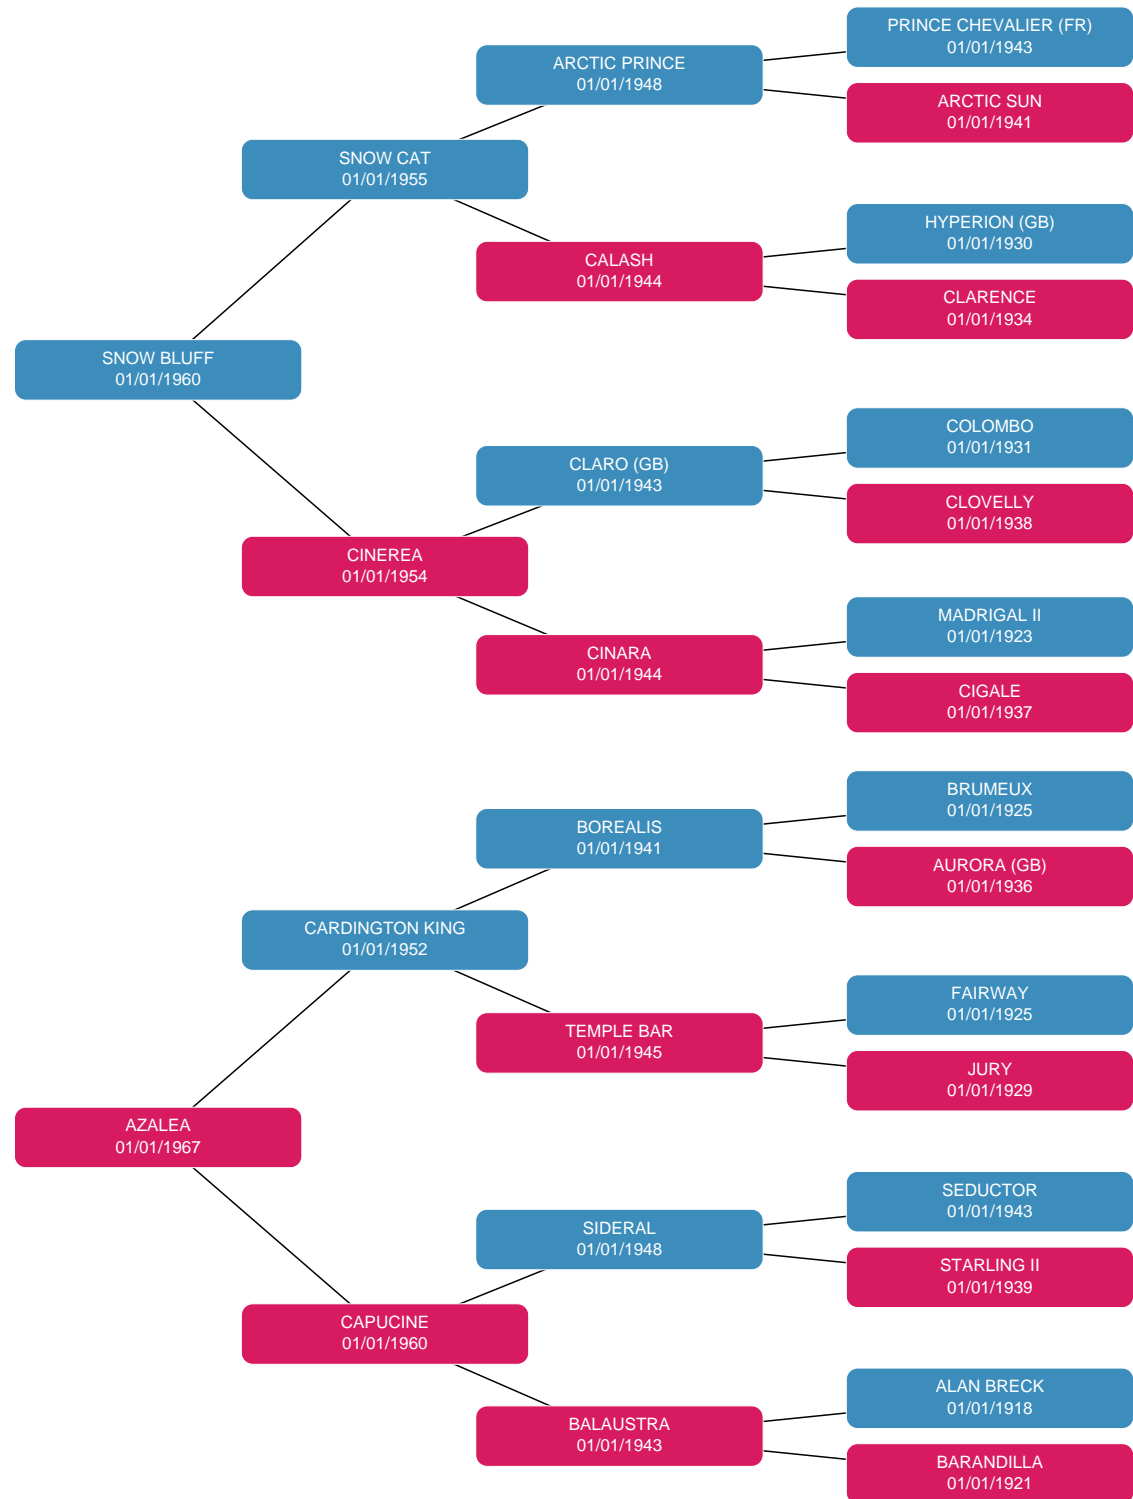 PRINCE CHEVALIER (FR)
01/01/1943
ARCTIC PRINCE
01/01/1948
ARCTIC SUN
01/01/1941
SNOW CAT
01/01/1955
HYPERION (GB)
01/01/1930
CALASH
01/01/1944
CLARENCE
01/01/1934
SNOW BLUFF
01/01/1960
COLOMBO
01/01/1931
CLARO (GB)
01/01/1943
CLOVELLY
01/01/1938
CINEREA
01/01/1954
MADRIGAL II
01/01/1923
CINARA
01/01/1944
CIGALE
01/01/1937
BRUMEUX
01/01/1925
BOREALIS
01/01/1941
AURORA (GB)
01/01/1936
CARDINGTON KING
01/01/1952
FAIRWAY
01/01/1925
TEMPLE BAR
01/01/1945
JURY
01/01/1929
AZALEA
01/01/1967
SEDUCTOR
01/01/1943
SIDERAL
01/01/1948
STARLING II
01/01/1939
CAPUCINE
01/01/1960
ALAN BRECK
01/01/1918
BALAUSTRA
01/01/1943
BARANDILLA
01/01/1921